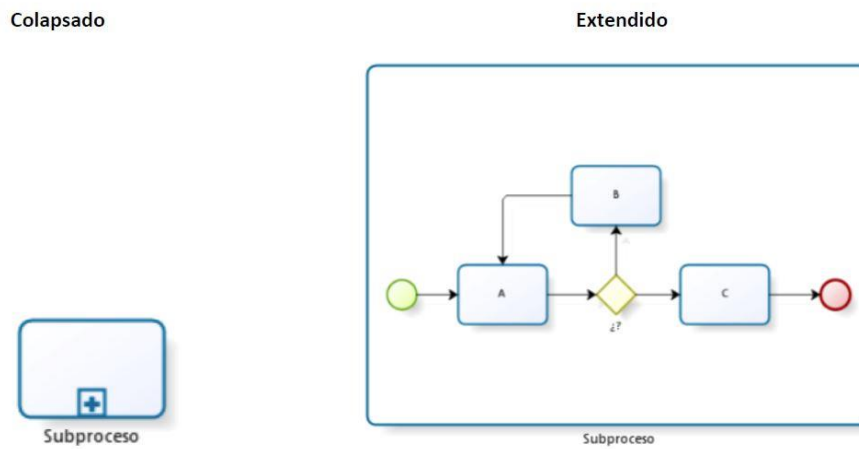 Colapsado
Extendido
B
A
C
¿?
Subproceso
Subproceso